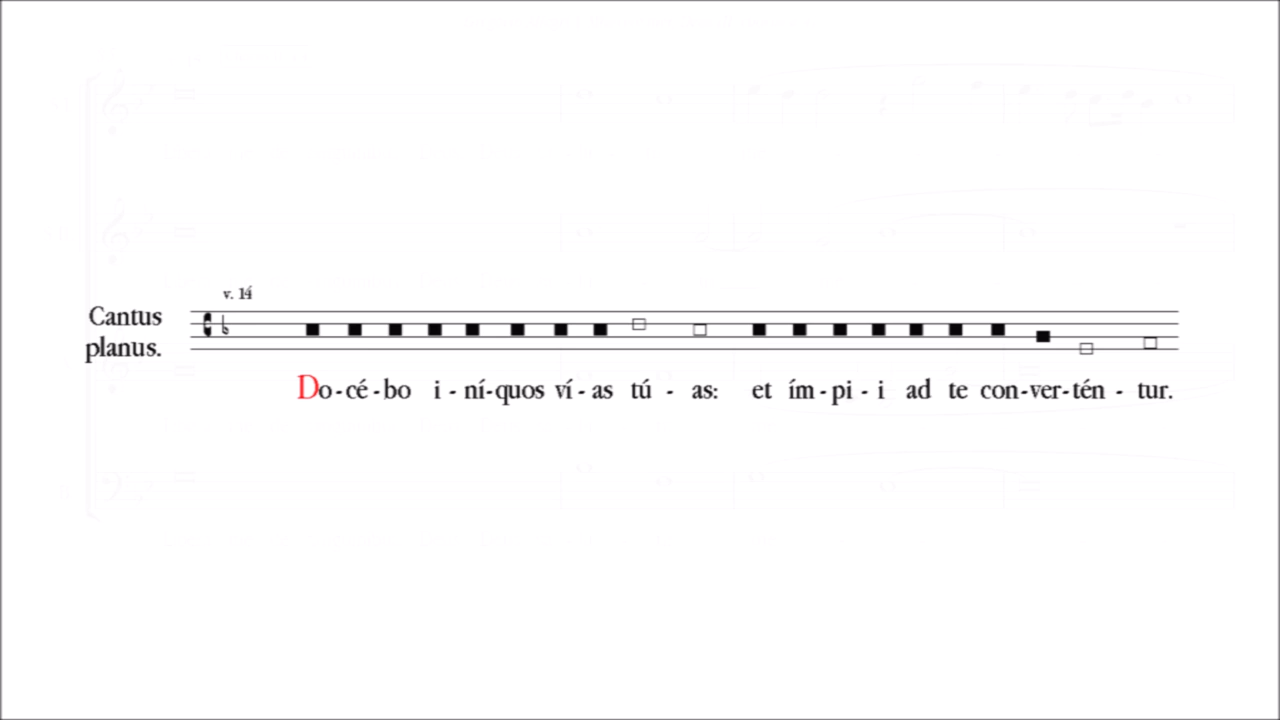 v. 14
Cantus
planus.
Do-cé-bo i-ní-quos ví-as tú-as: et ím-pi-i ad te con-ver-tén-tur.